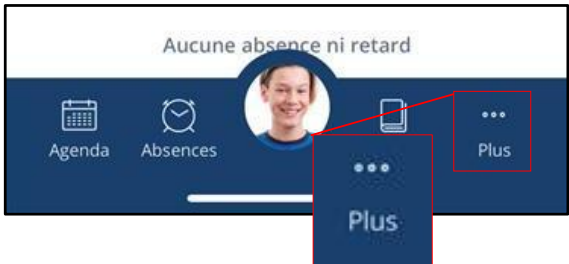 Aucune absence ni retard
Agenda
Absences
Plus
Plus